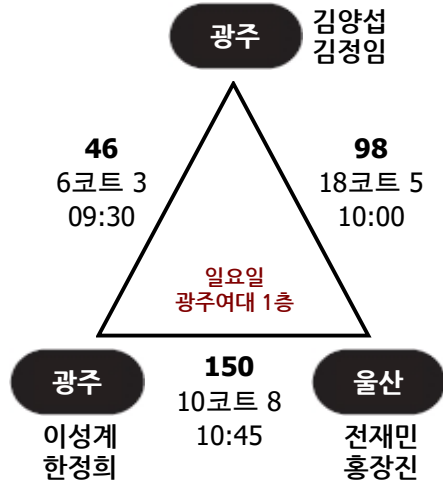 광주
김양섭
김정임
46
6코트 3
09:30
98
18코트 5
10:00
일요일
광주여대 1층
광주
이성계
한정희
150
10코트 8
10:45
울산
전재민
홍장진